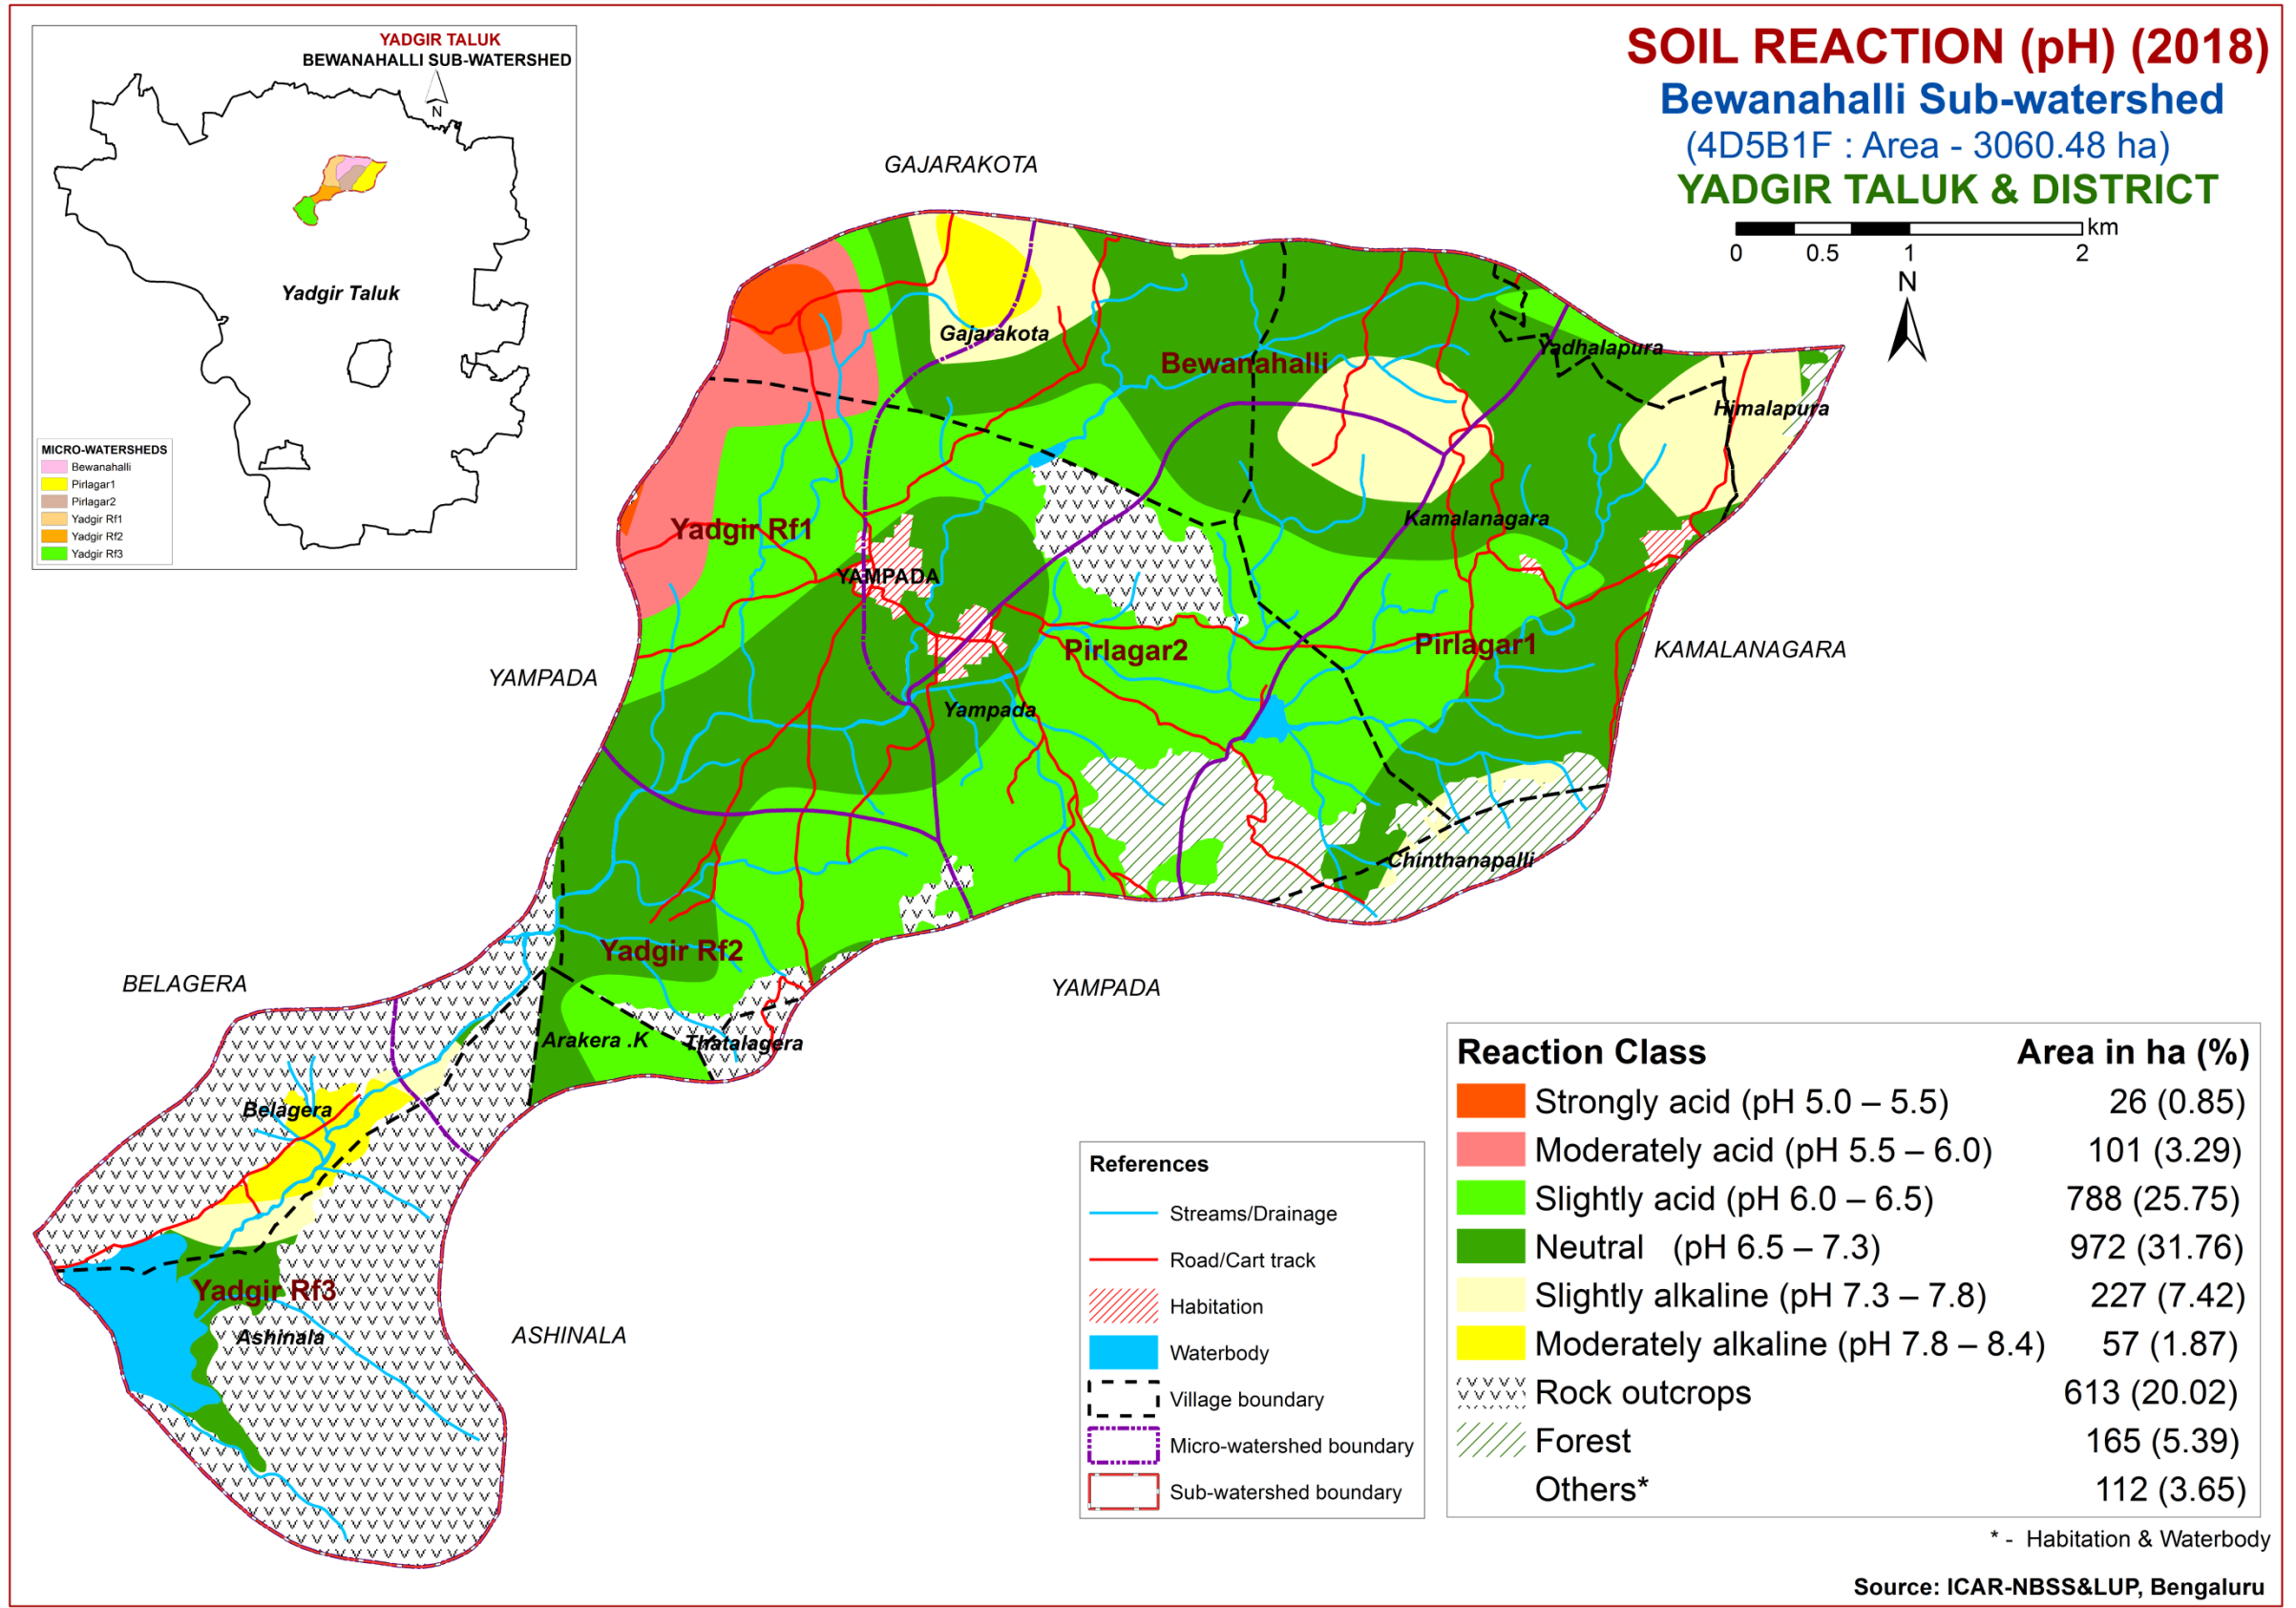 YADGIR TALUK
BEWANAHALLI SUB-WATERSHED
N
Yadgir Taluk
MICRO-WATERSHEDS
Bewanahalli
Pirlagar1
Pirlagar2
Yadgir Rf1
Yadgir Rf2
Yadgir Rf3
SOIL REACTION (pH) (2018)
Bewanahalli Sub-watershed
(4D5B1F : Area - 3060.48 ha)
YADGIR TALUK & DISTRICT
km
0 0.5 1 2
N
GAJARAKOTA
Gajarakota
Bewanahalli
Yadhalapura
Himalapura
Yadgir Rf1
Kamalanagara
YAMPADA
Pirlagar2
Pirlagar1
KAMALANAGARA
YAMPADA
Yampada
Chinthanapalli
Yadgir Rf2
BELAGERA
YAMPADA
Arakera .K
Thatalagera
Belagera
Yadgir Rf3
Ashinala
ASHINALA
References
Streams/Drainage
Road/Cart track
Habitation
Waterbody
Village boundary
Micro-watershed boundary
Sub-watershed boundary
Reaction Class Area in ha (%)
Strongly acid (pH 5.0 – 5.5) 26 (0.85)
Moderately acid (pH 5.5 – 6.0) 101 (3.29)
Slightly acid (pH 6.0 – 6.5) 788 (25.75)
Neutral (pH 6.5 – 7.3) 972 (31.76)
Slightly alkaline (pH 7.3 – 7.8) 227 (7.42)
Moderately alkaline (pH 7.8 – 8.4) 57 (1.87)
Rock outcrops 613 (20.02)
Forest 165 (5.39)
Others* 112 (3.65)
* - Habitation & Waterbody
Source: ICAR-NBSS&LUP, Bengaluru